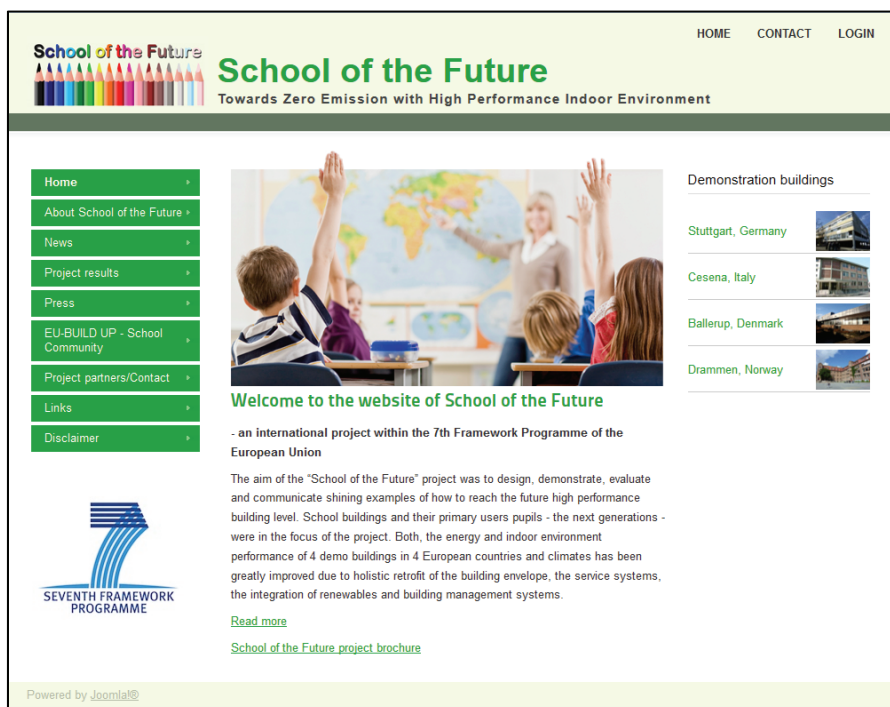 HOME CONTACT LOGIN
School of the Future
School of the Future
Towards Zero Emission with High Performance Indoor Environment
Home
About School of the Future
News
Project results
Press
EU-BUILD UP - School
Community
Project partners/Contact
Links
Disclaimer
SEVENTH FRAMEWORK
PROGRAMME
Welcome to the website of School of the Future
- an international project within the 7th Framework Programme of the
European Union
The aim of the “School of the Future” project was to design, demonstrate, evaluate
and communicate shining examples of how to reach the future high performance
building level. School buildings and their primary users pupils - the next generations -
were in the focus of the project. Both, the energy and indoor environment
performance of 4 demo buildings in 4 European countries and climates has been
greatly improved due to holistic retrofit of the building envelope, the service systems,
the integration of renewables and building management systems.
Read more
School of the Future project brochure
Demonstration buildings
Stuttgart, Germany
Cesena, Italy
Ballerup, Denmark
Drammen, Norway
Powered by Joomla!®